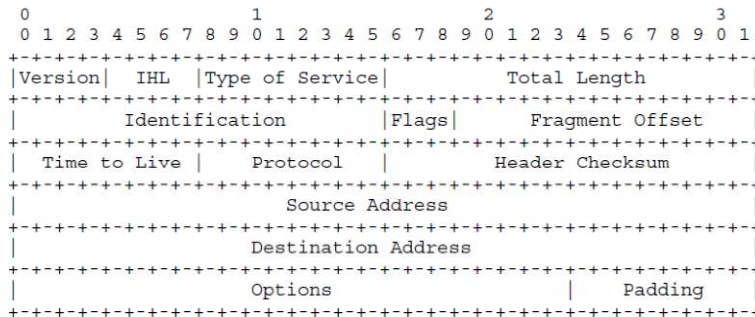 0                   1                   2                   3
0 1 2 3 4 5 6 7 8 9 0 1 2 3 4 5 6 7 8 9 0 1 2 3 4 5 6 7 8 9 0 1
+-+-+-+-+-+-+-+-+-+-+-+-+-+-+-+-+-+-+-+-+-+-+-+-+-+-+-+-+-+-+-+-
|Version| IHL |Type of Service| Total Length
+-+-+-+-+-+-+-+-+-+-+-+-+-+-+-+-+-+-+-+-+-+-+-+-+-+-+-+-+-+-+-+-
| Identification |Flags| Fragment Offset
+-+-+-+-+-+-+-+-+-+-+-+-+-+-+-+-+-+-+-+-+-+-+-+-+-+-+-+-+-+-+-+-
| Time to Live | Protocol | Header Checksum
+-+-+-+-+-+-+-+-+-+-+-+-+-+-+-+-+-+-+-+-+-+-+-+-+-+-+-+-+-+-+-+-
| Source Address
+-+-+-+-+-+-+-+-+-+-+-+-+-+-+-+-+-+-+-+-+-+-+-+-+-+-+-+-+-+-+-+-
| Destination Address
+-+-+-+-+-+-+-+-+-+-+-+-+-+-+-+-+-+-+-+-+-+-+-+-+-+-+-+-+-+-+-+-
| Options | Padding
+-+-+-+-+-+-+-+-+-+-+-+-+-+-+-+-+-+-+-+-+-+-+-+-+-+-+-+-+-+-+-+-